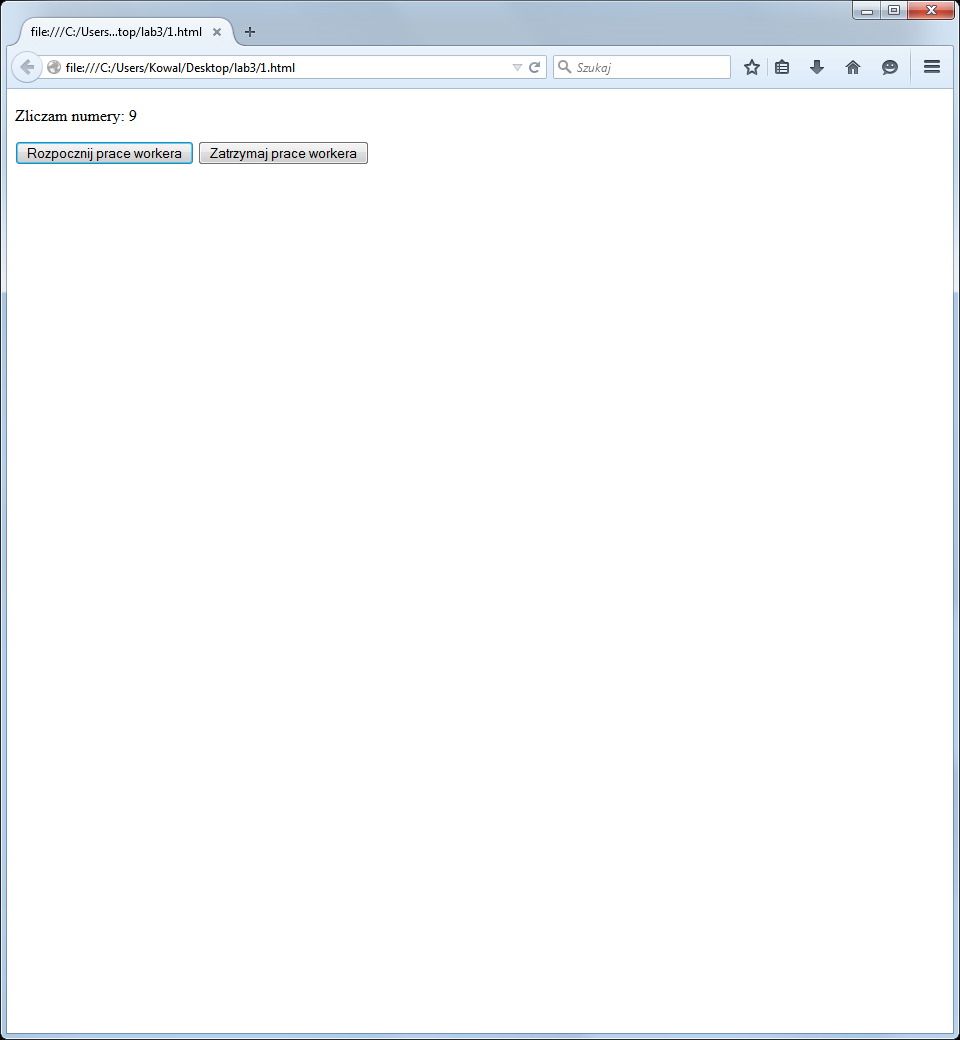 file:///C:/Users...top/lab3/1.html
file:///C:/Users/Kowal/Desktop/lab3/1.html
Szukaj
Zliczam numery: 9
Rozpocznij prace workera
Zatrzymaj prace workera